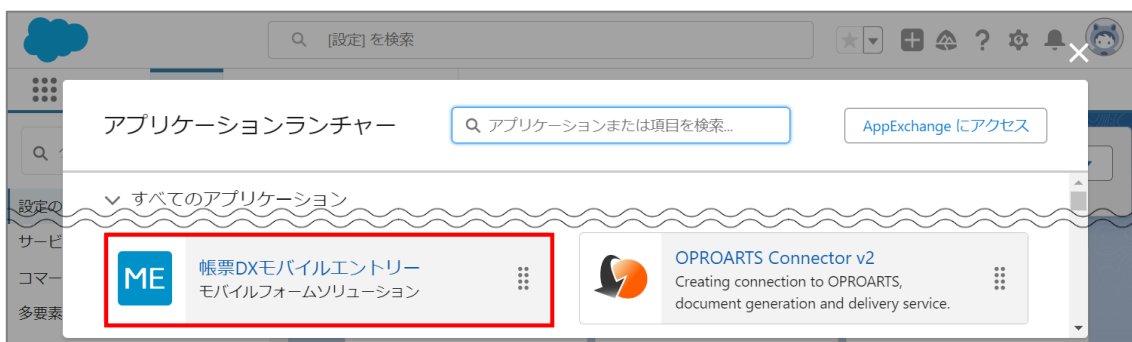 [設定] を検索
アプリケーションランチャー
アプリケーションまたは項目を検索...
AppExchange にアクセス
すべてのアプリケーション
設定の
サービ
コマー
多要素
ME
帳票DXモバイルエントリー
モバイルフォームソリューション
OPROARTS Connector v2
Creating connection to OPROARTS,
document generation and delivery service.